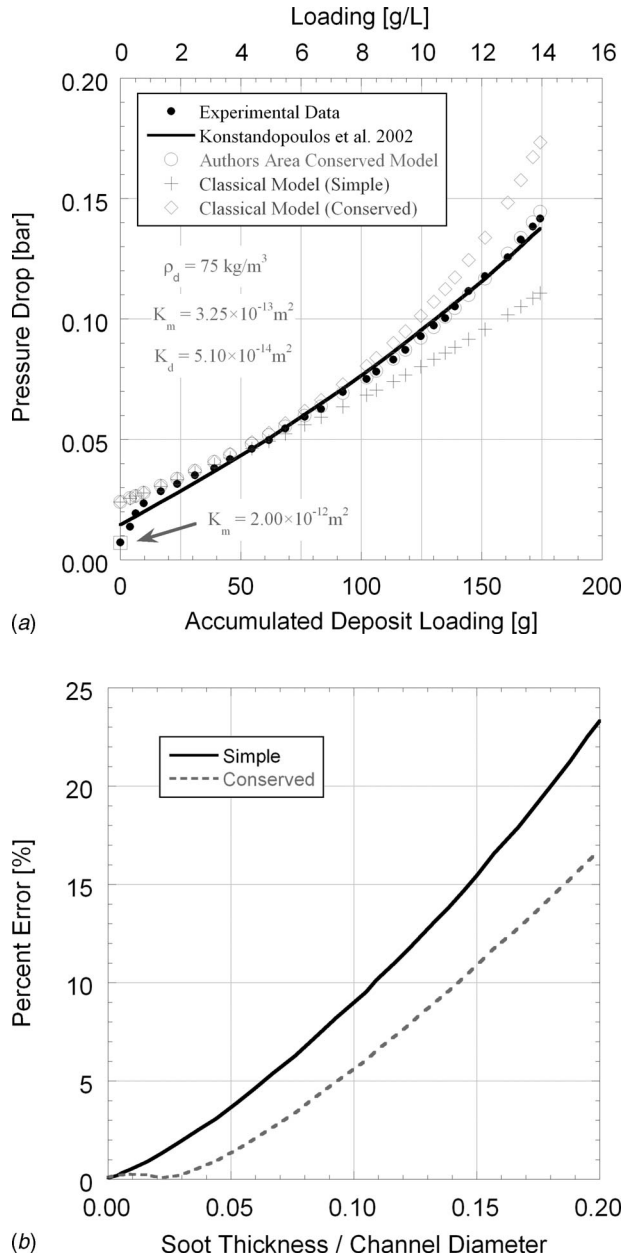 Loading [g/L]
0 2 4 6 8 10 12 14 16
0.20
0.15
0.10
0.05
0.00
Pressure Drop [bar]
Experimental Data
Konstandopoulos et al. 2002
Authors Area Conserved Model
Classical Model (Simple)
Classical Model (Conserved)
ρd = 75 kg/m³
Km = 3.25×10⁻¹³m²
Kd = 5.10×10⁻¹⁴m²
Km = 2.00×10⁻¹²m²
0 50 100 150 200
(a) Accumulated Deposit Loading [g]
25
20
15
10
5
0
Percent Error [%]
Simple
Conserved
0.00 0.05 0.10 0.15 0.20
(b) Soot Thickness / Channel Diameter